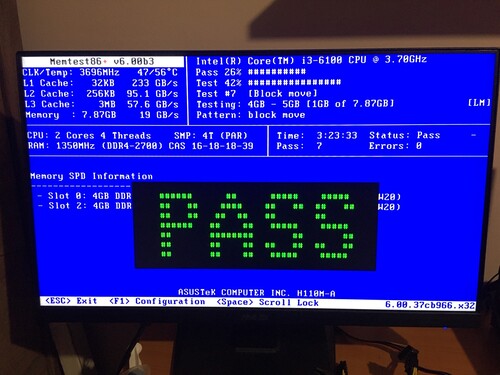 Memtest86+ v6.00b3 Intel(R) Core(TM) i3-6100 CPU @ 3.70GHz
CLK/Temp: 3696MHz 47/56°C Pass 26% ##########
L1 Cache: 32KB 233 GB/s Test 42% ################
L2 Cache: 256KB 95.1 GB/s Test #7 [Block move]
L3 Cache: 3MB 57.6 GB/s Testing: 4GB - 5GB [1GB of 7.87GB] [LM]
Memory : 7.87GB 19 GB/s Pattern: block move
CPU: 2 Cores 4 Threads SMP: 4T (PAR) Time: 3:23:33 Status: Pass -
RAM: 1350MHz (DDR4-2700) CAS 16-18-18-39 Pass: 7 Errors: 0
Memory SPD Information
- Slot 0: 4GB DDR W20)
- Slot 2: 4GB DDR W20)
PASS
ASUSTeK COMPUTER INC. H110M-A
<ESC> Exit <F1> Configuration <Space> Scroll Lock 6.00.37cb966.x32